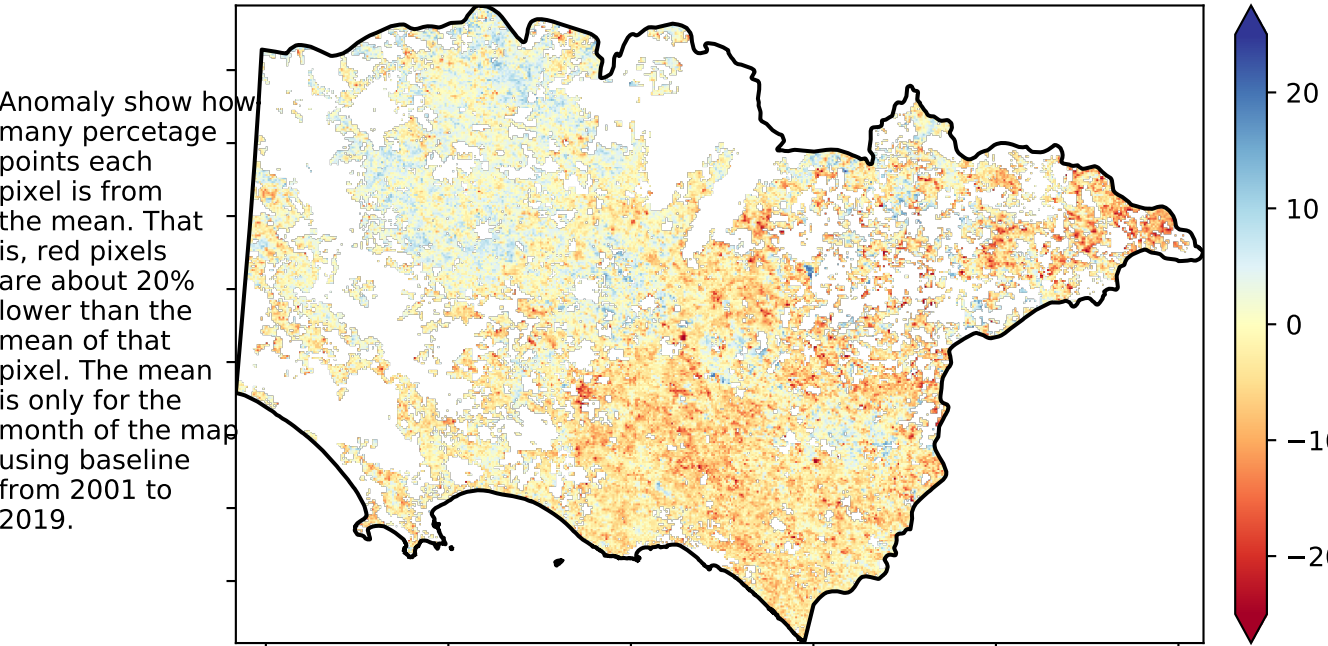 Anomaly show how
many percetage
points each
pixel is from
the mean. That
is, red pixels
are about 20%
lower than the
mean of that
pixel. The mean
is only for the
month of the map
using baseline
from 2001 to
2019.
20
10
0
−10
−20